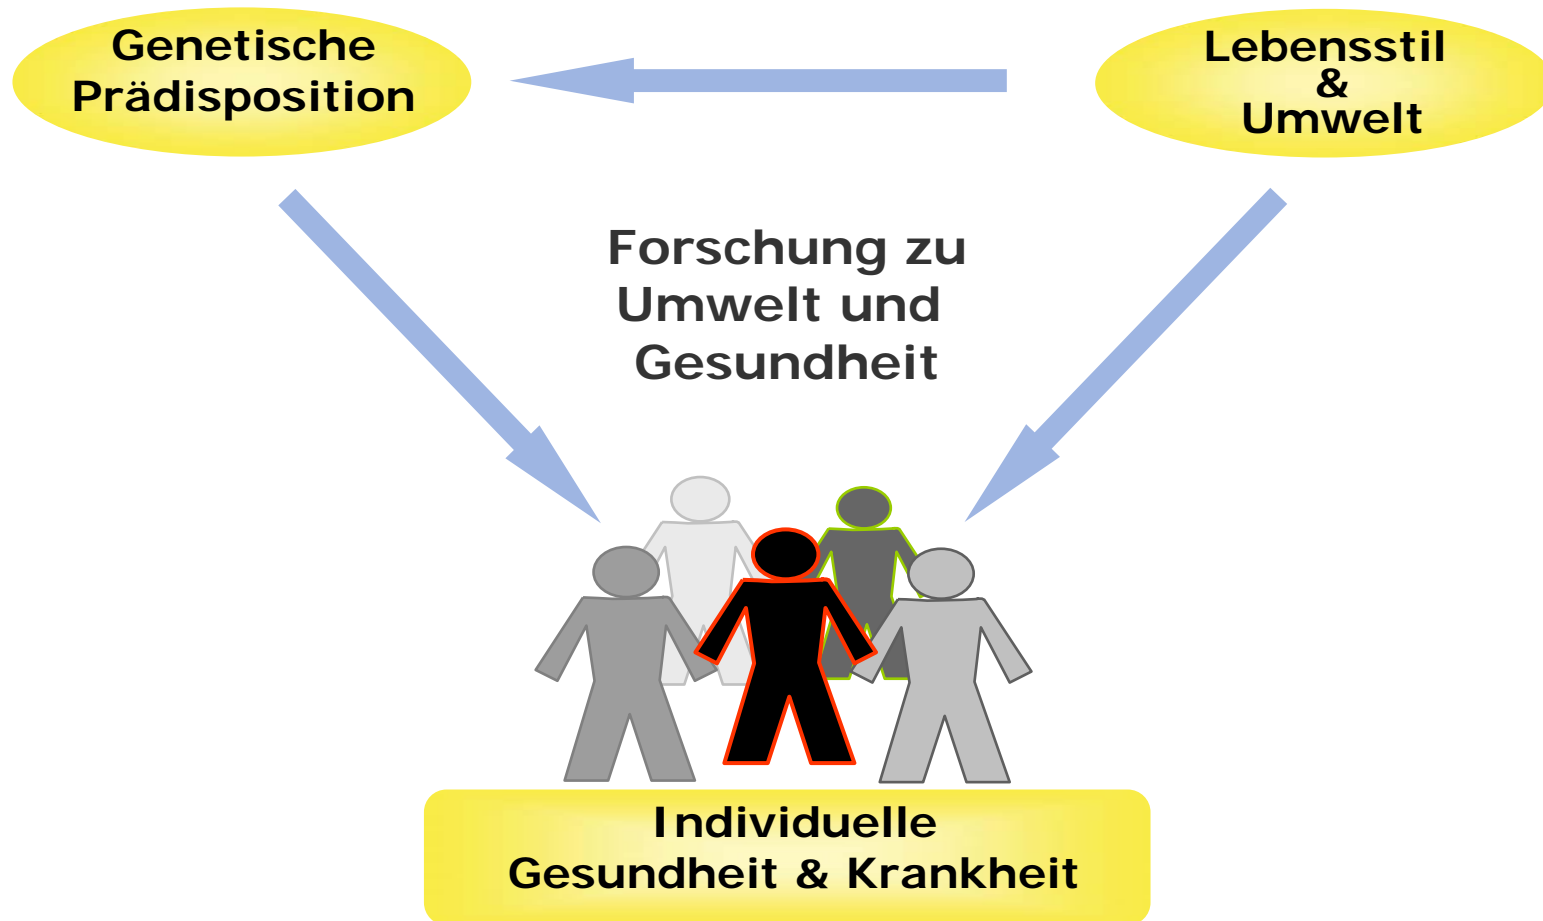 Genetische
Prädisposition
Lebensstil
&
Umwelt
Forschung zu
Umwelt und
Gesundheit
Individuelle
Gesundheit & Krankheit